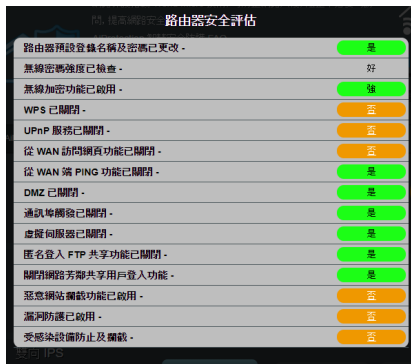 路由器安全評估
路由器預設登錄名稱及密碼已更改 - 是
無線密碼強度已檢查 - 好
無線加密功能已啟用 - 強
WPS 已關閉 - 否
UPnP 服務已關閉 - 否
從 WAN 訪問網頁功能已關閉 - 否
從 WAN 端 PING 功能已關閉 - 是
DMZ 已關閉 - 是
通訊埠觸發已關閉 - 是
虛擬伺服器已關閉 - 是
匿名登入 FTP 共享功能已關閉 - 是
關閉網路芳鄰共享用戶登入功能 - 是
惡意網站攔截功能已啟用 - 否
漏洞防護已啟用 - 否
受感染設備防止及攔截 - 否
雙向 IPS